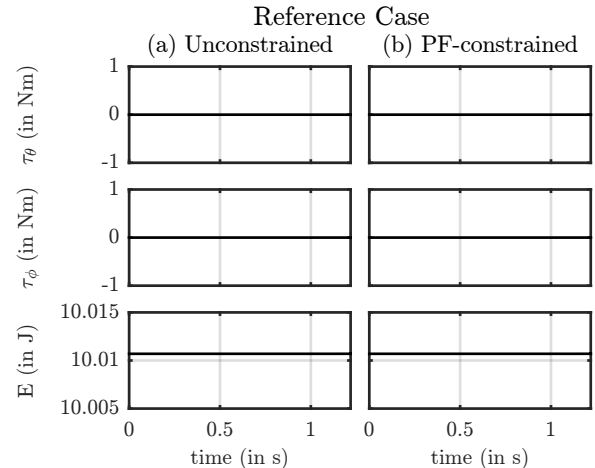 Reference Case
(a) Unconstrained (b) PF-constrained
1
0
-1
τθ (in Nm)
1
0
-1
τϕ (in Nm)
10.015
10.01
10.005
E (in J)
0 0.5 1 0 0.5 1
time (in s) time (in s)